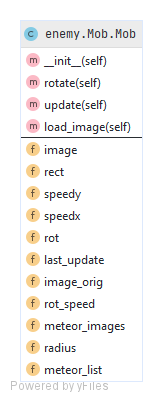 c enemy.Mob.Mob
m __init__(self)
m rotate(self)
m update(self)
m load_image(self)
f image
f rect
f speedy
f speedx
f rot
f last_update
f image_orig
f rot_speed
f meteor_images
f radius
f meteor_list
Powered by yFiles